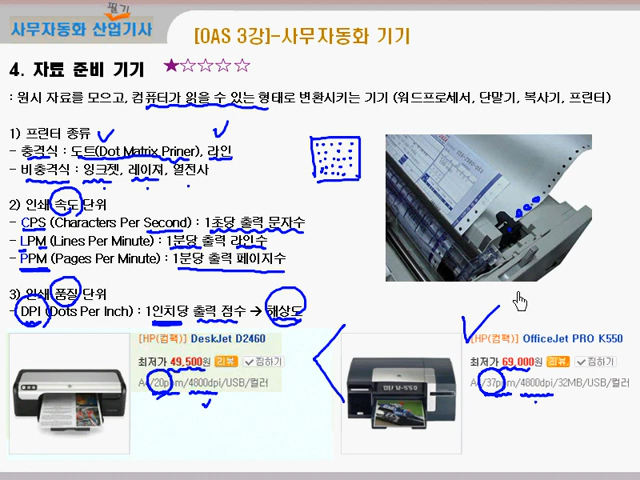 필기
사무자동화 산업기사
[OAS 3강]-사무자동화 기기
4. 자료 준비 기기 ★☆☆☆☆
: 원시 자료를 모으고, 컴퓨터가 읽을 수 있는 형태로 변환시키는 기기 (워드프로세서, 단말기, 복사기, 프린터)
1) 프린터 종류
- 충격식 : 도트(Dot Matrix Priner), 라인
- 비충격식 : 잉크젯, 레이져, 열전사
2) 인쇄 속도 단위
- CPS (Characters Per Second) : 1초당 출력 문자수
- LPM (Lines Per Minute) : 1분당 출력 라인수
- PPM (Pages Per Minute) : 1분당 출력 페이지수
3) 인쇄 품질 단위
- DPI (Dots Per Inch) : 1인치당 출력 점수 → 해상도
[HP(컴팩)] DeskJet D2460
최저가 49,500원 리뷰 찜하기
A4/20ppm/4800dpi/USB/컬러
[HP(컴팩)] OfficeJet PRO K550
최저가 69,000원 리뷰 찜하기
A4/37ppm/4800dpi/32MB/USB/컬러